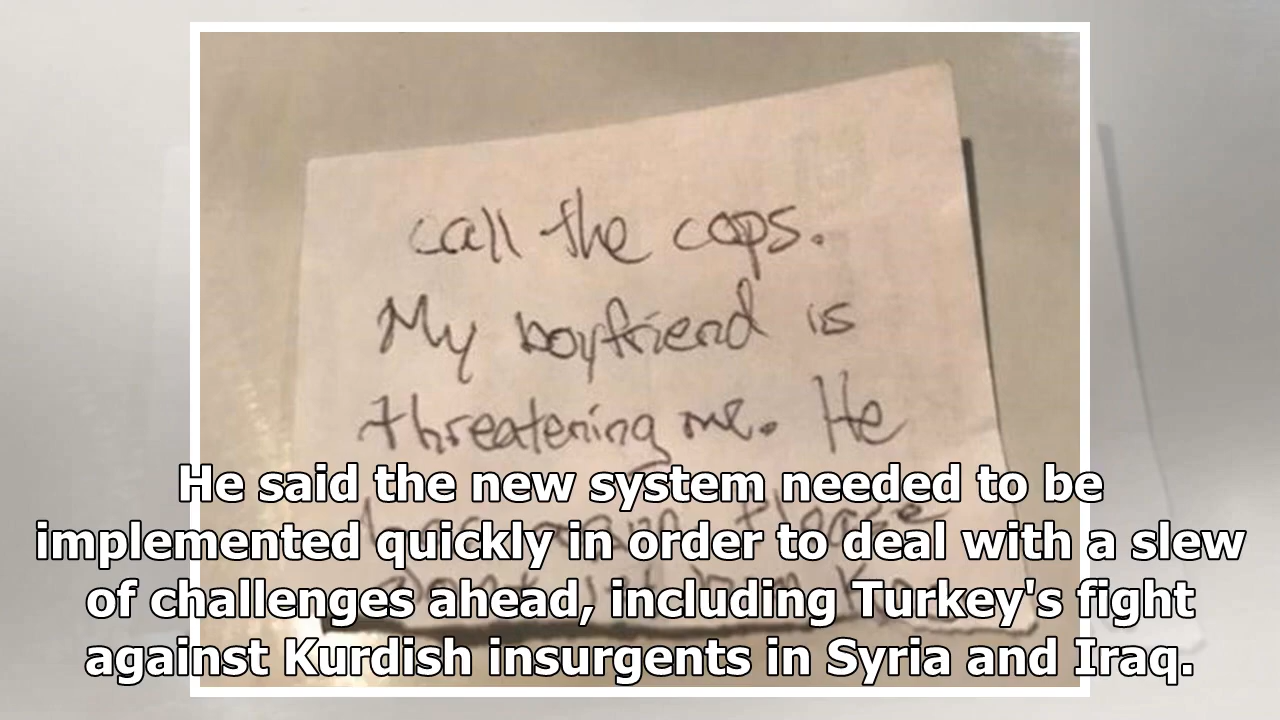 call the cops.
My boyfriend is
threatening me. He
Please
He said the new system needed to be
implemented quickly in order to deal with a slew
of challenges ahead, including Turkey's fight
against Kurdish insurgents in Syria and Iraq.